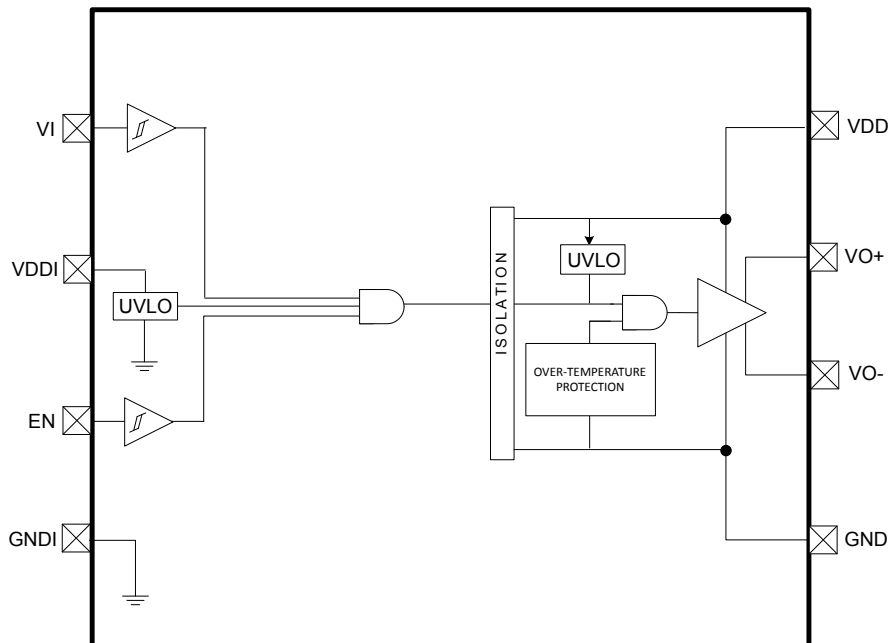 VI
VDD
VDDI
UVLO
EN
GNDI
ISOLATION
UVLO
OVER-TEMPERATURE
PROTECTION
VO+
VO-
GND